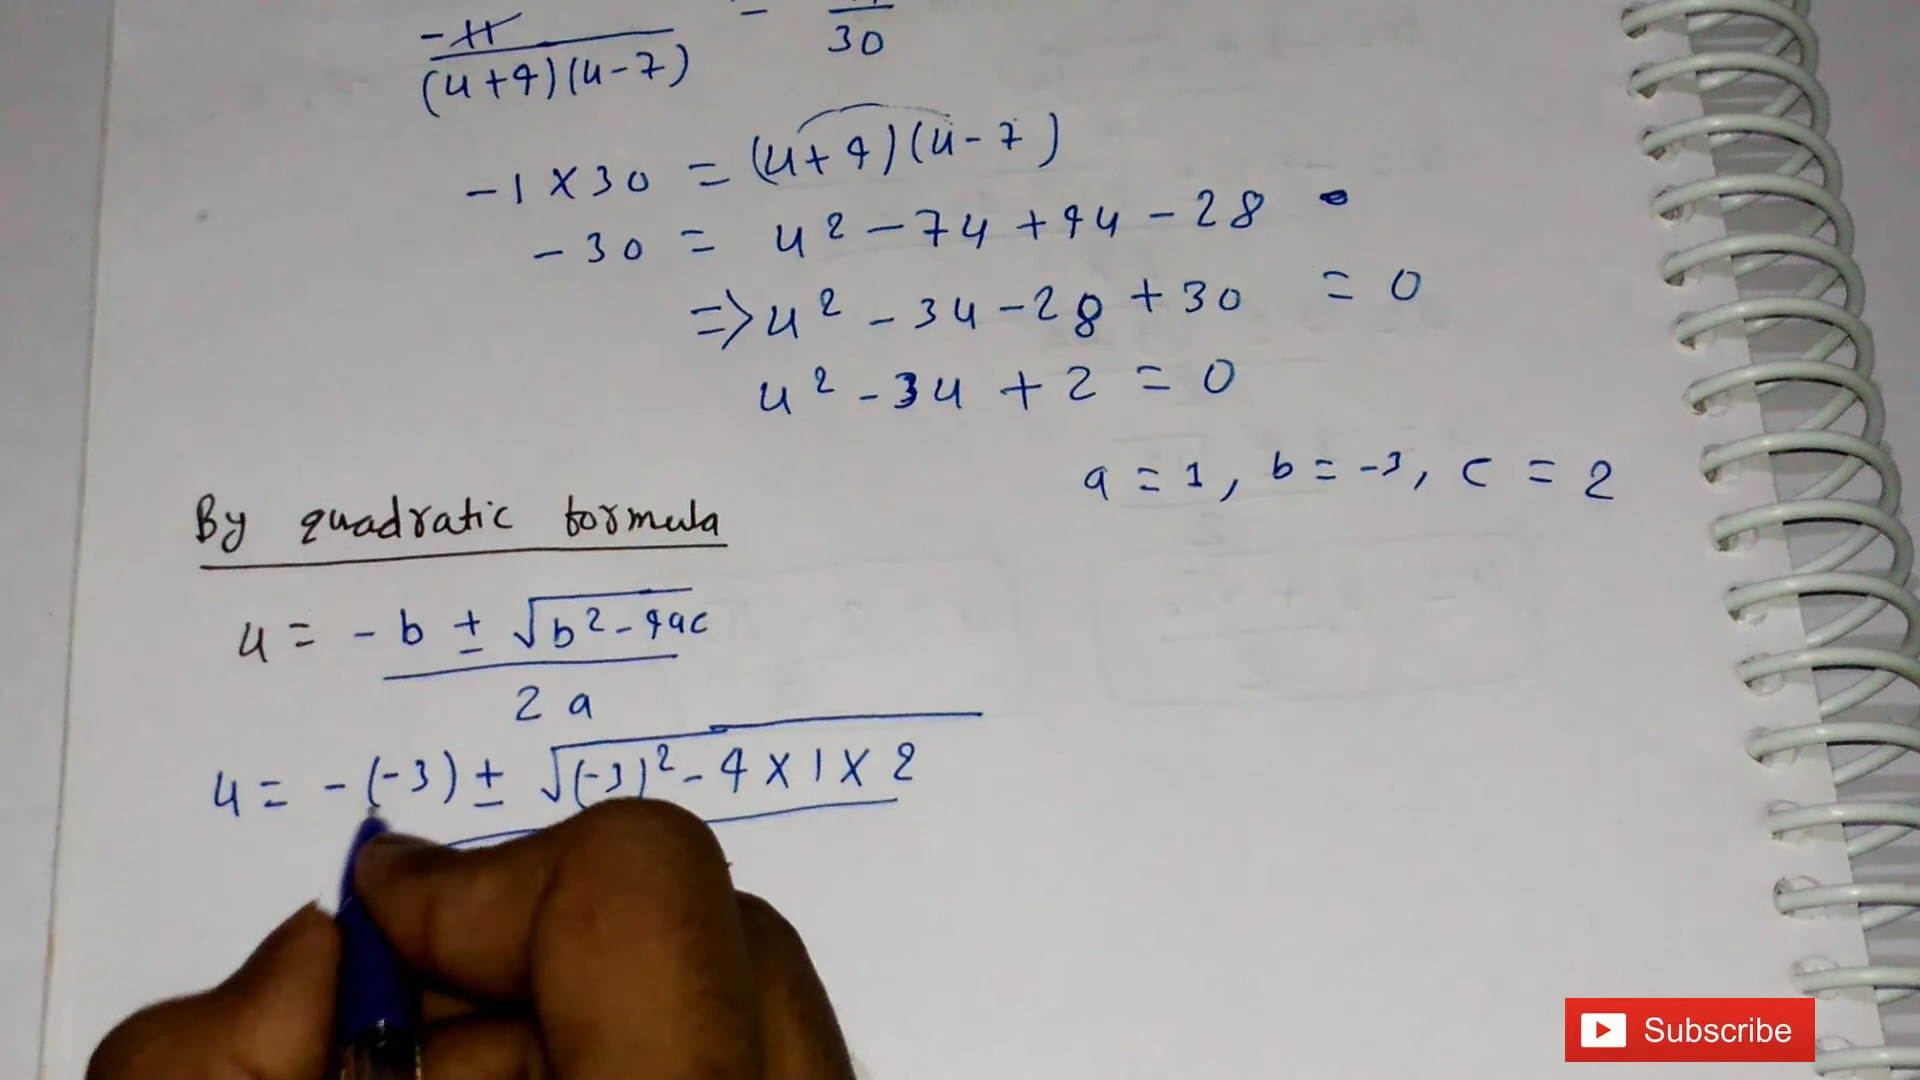 -11 =
(u+4)(u-7) 30
-1 × 30 = (u+4)(u-7)
-30 = u² - 7u + 4u - 28
=> u² - 3u - 28 + 30 = 0
u² - 3u + 2 = 0
a = 1, b = -3, c = 2
By quadratic formula
u = -b ± √b² - 4ac
2a
u = -(-3) ± √(-3)² - 4 × 1 × 2
Subscribe